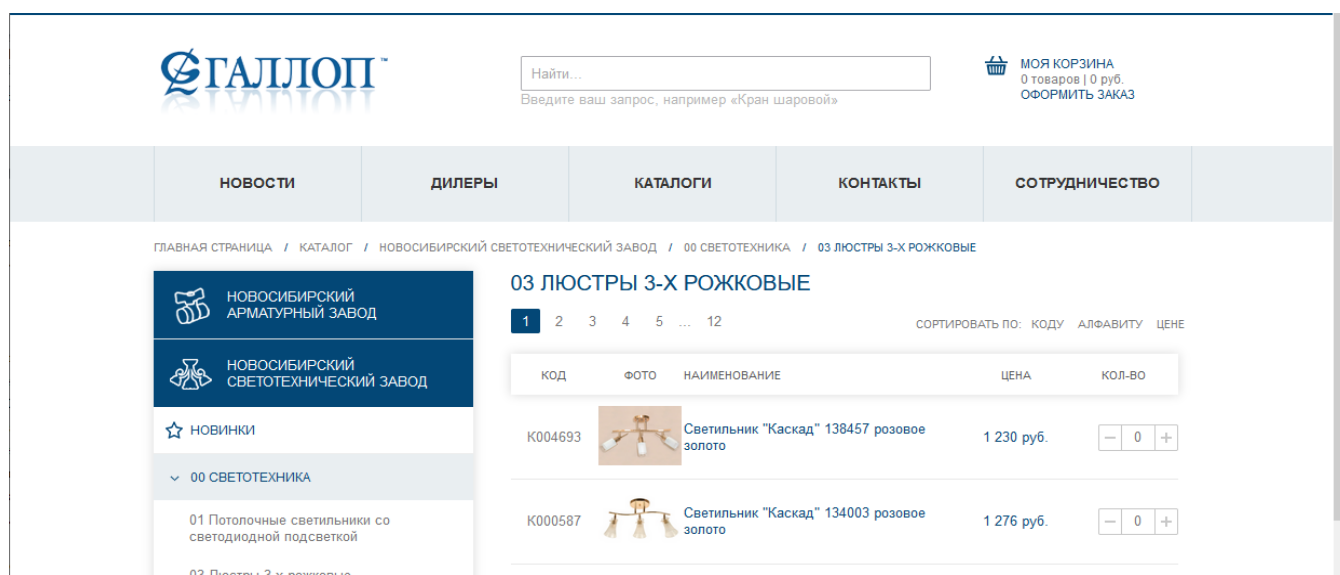 ГАЛЛОП™
Найти...
Введите ваш запрос, например «Кран шаровой»
МОЯ КОРЗИНА
0 товаров | 0 руб.
ОФОРМИТЬ ЗАКАЗ
НОВОСТИ ДИЛЕРЫ КАТАЛОГИ КОНТАКТЫ СОТРУДНИЧЕСТВО
ГЛАВНАЯ СТРАНИЦА / КАТАЛОГ / НОВОСИБИРСКИЙ СВЕТОТЕХНИЧЕСКИЙ ЗАВОД / 00 СВЕТОТЕХНИКА / 03 ЛЮСТРЫ 3-Х РОЖКОВЫЕ
НОВОСИБИРСКИЙ
АРМАТУРНЫЙ ЗАВОД
НОВОСИБИРСКИЙ
СВЕТОТЕХНИЧЕСКИЙ ЗАВОД
НОВИНКИ
00 СВЕТОТЕХНИКА
01 Потолочные светильники со
светодиодной подсветкой
03 Люстры 3-х рожковые
03 ЛЮСТРЫ 3-Х РОЖКОВЫЕ
1 2 3 4 5 ... 12
СОРТИРОВАТЬ ПО: КОДУ АЛФАВИТУ ЦЕНЕ
КОД ФОТО НАИМЕНОВАНИЕ ЦЕНА КОЛ-ВО
К004693 Светильник "Каскад" 138457 розовое
золото
1 230 руб. — 0 +
К000587 Светильник "Каскад" 134003 розовое
золото
1 276 руб. — 0 +